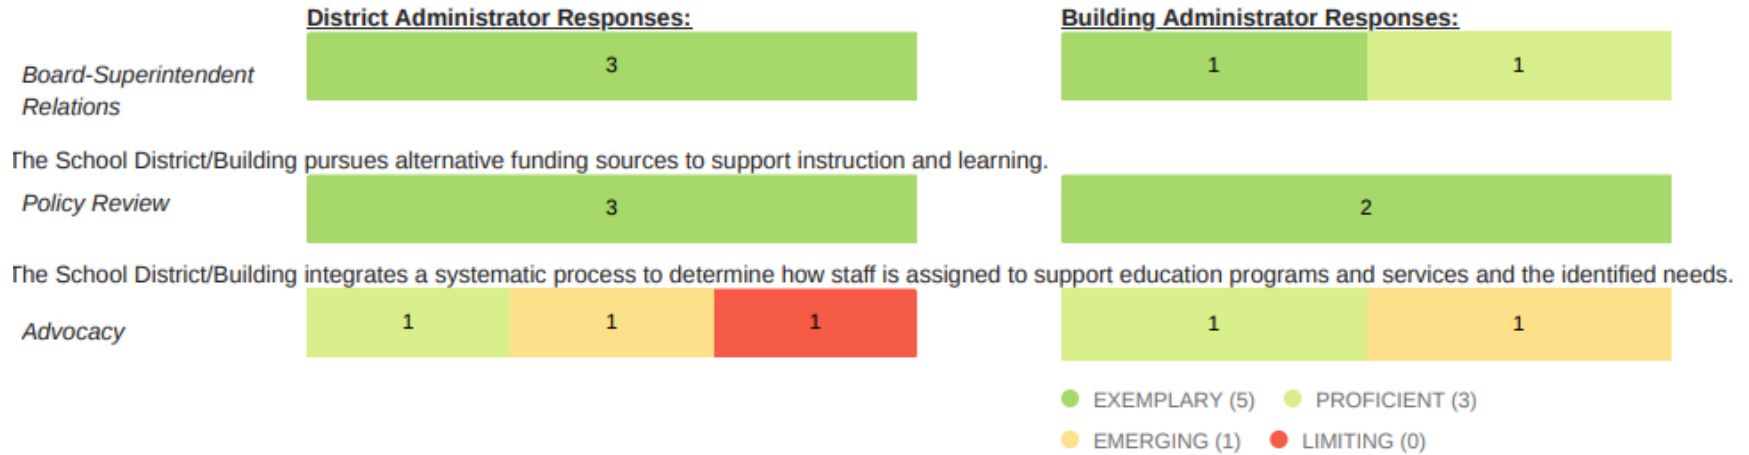 District Administrator Responses: Building Administrator Responses:
3 1 1
Board-Superintendent
Relations
The School District/Building pursues alternative funding sources to support instruction and learning.
Policy Review 3 2
The School District/Building integrates a systematic process to determine how staff is assigned to support education programs and services and the identified needs.
Advocacy 1 1 1 1 1
EXEMPLARY (5) PROFICIENT (3)
EMERGING (1) LIMITING (0)